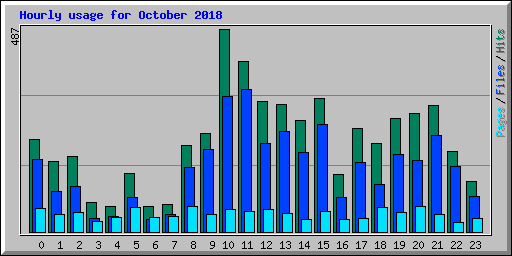 Hourly usage for October 2018
487
Pages/Files/Hits
0 1 2 3 4 5 6 7 8 9 10 11 12 13 14 15 16 17 18 19 20 21 22 23